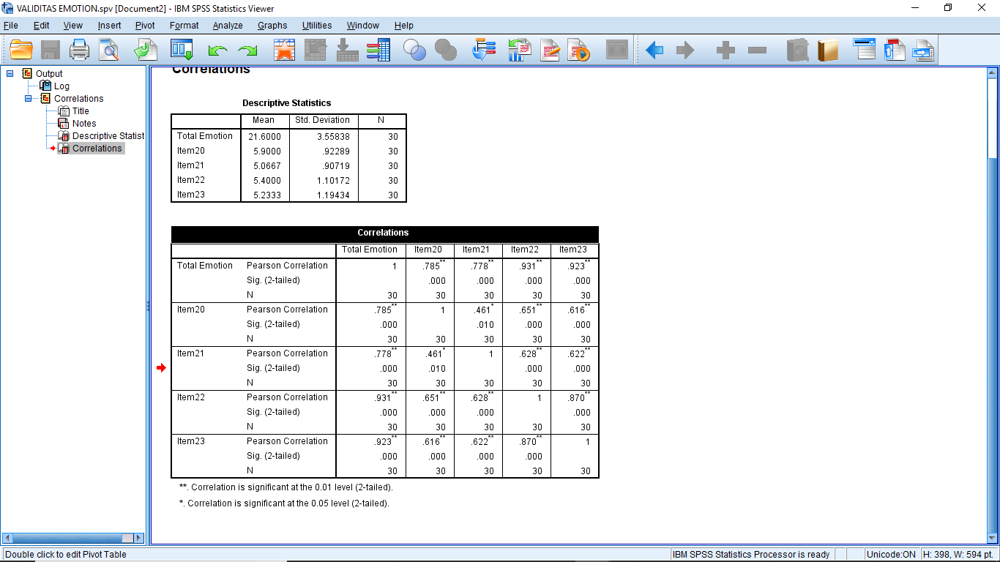 VALIDITAS EMOTION.spv [Document2] - IBM SPSS Statistics Viewer
File Edit View Insert Pivot Format Analyze Graphs Utilities Window Help
Output
Log
Correlations
Title
Notes
Descriptive Statist
Correlations
Correlations
Descriptive Statistics
Mean Std. Deviation N
Total Emotion 21.6000 3.55838 30
Item20 5.9000 .92289 30
Item21 5.0667 .90719 30
Item22 5.4000 1.10172 30
Item23 5.2333 1.19434 30
Correlations
Total Emotion Item20 Item21 Item22 Item23
Total Emotion Pearson Correlation 1 .785** .778** .931** .923**
Sig. (2-tailed) .000 .000 .000 .000
N 30 30 30 30 30
Item20 Pearson Correlation .785** 1 .461* .651** .616**
Sig. (2-tailed) .000 .010 .000 .000
N 30 30 30 30 30
Item21 Pearson Correlation .778** .461* 1 .628** .622**
Sig. (2-tailed) .000 .010 .000 .000
N 30 30 30 30 30
Item22 Pearson Correlation .931** .651** .628** 1 .870**
Sig. (2-tailed) .000 .000 .000 .000
N 30 30 30 30 30
Item23 Pearson Correlation .923** .616** .622** .870** 1
Sig. (2-tailed) .000 .000 .000 .000
N 30 30 30 30 30
**. Correlation is significant at the 0.01 level (2-tailed).
*. Correlation is significant at the 0.05 level (2-tailed).
Double click to edit Pivot Table
IBM SPSS Statistics Processor is ready
Unicode:ON
H: 398, W: 594 pt.